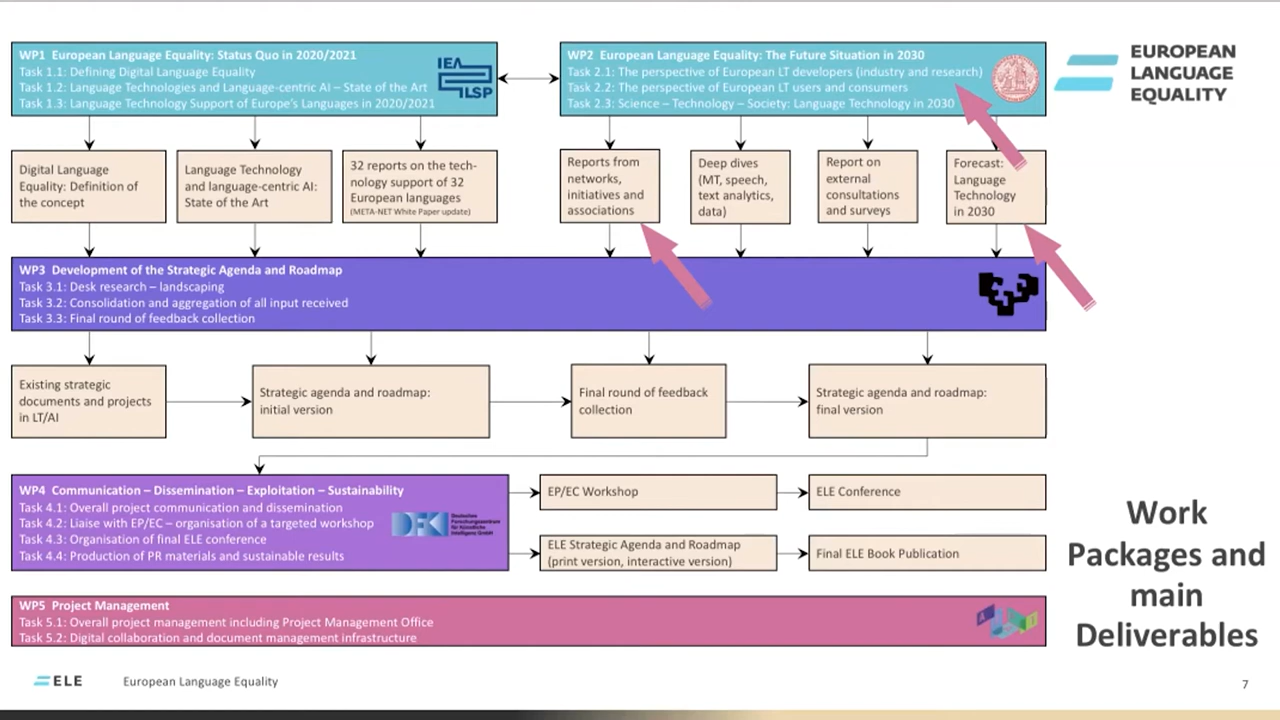 WP1 European Language Equality: Status Quo in 2020/2021
Task 1.1: Defining Digital Language Equality
Task 1.2: Language Technologies and Language-centric AI – State of the Art
Task 1.3: Language Technology Support of Europe's Languages in 2020/2021
ILSP
WP2 European Language Equality: The Future Situation in 2030
Task 2.1: The perspective of European LT developers (industry and research)
Task 2.2: The perspective of European LT users and consumers
Task 2.3: Science – Technology – Society: Language Technology in 2030
EUROPEAN
LANGUAGE
EQUALITY
Digital Language
Equality: Definition of
the concept
Language Technology
and language-centric AI:
State of the Art
32 reports on the tech-
nology support of 32
European languages
(META-NET White Paper update)
Reports from
networks,
initiatives and
associations
Deep dives
(MT, speech,
text analytics,
data)
Report on
external
consultations
and surveys
Forecast:
Language
Technology
in 2030
WP3 Development of the Strategic Agenda and Roadmap
Task 3.1: Desk research – landscaping
Task 3.2: Consolidation and aggregation of all input received
Task 3.3: Final round of feedback collection
Existing strategic
documents and projects
in LT/AI
Strategic agenda and roadmap:
initial version
Final round of feedback
collection
Strategic agenda and roadmap:
final version
WP4 Communication – Dissemination – Exploitation – Sustainability
Task 4.1: Overall project communication and dissemination
Task 4.2: Liaise with EP/EC – organisation of a targeted workshop
Task 4.3: Organisation of final ELE conference
Task 4.4: Production of PR materials and sustainable results
Deutsches
Forschungszentrum
für Künstliche
Intelligenz GmbH
EP/EC Workshop
ELE Conference
ELE Strategic Agenda and Roadmap
(print version, interactive version)
Final ELE Book Publication
WP5 Project Management
Task 5.1: Overall project management including Project Management Office
Task 5.2: Digital collaboration and document management infrastructure
Work
Packages and
main
Deliverables
ELE
European Language Equality
7